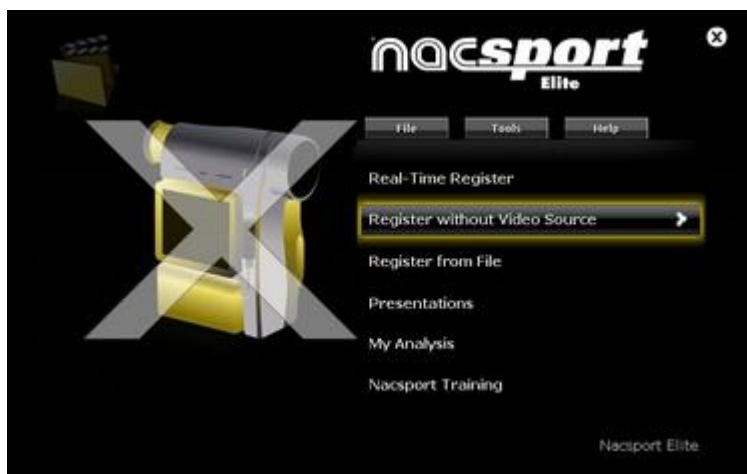 nacsport
Elite
File Tools Help
Real-Time Register
Register without Video Source
Register from File
Presentations
My Analysis
Nacsport Training
Nacsport Elite